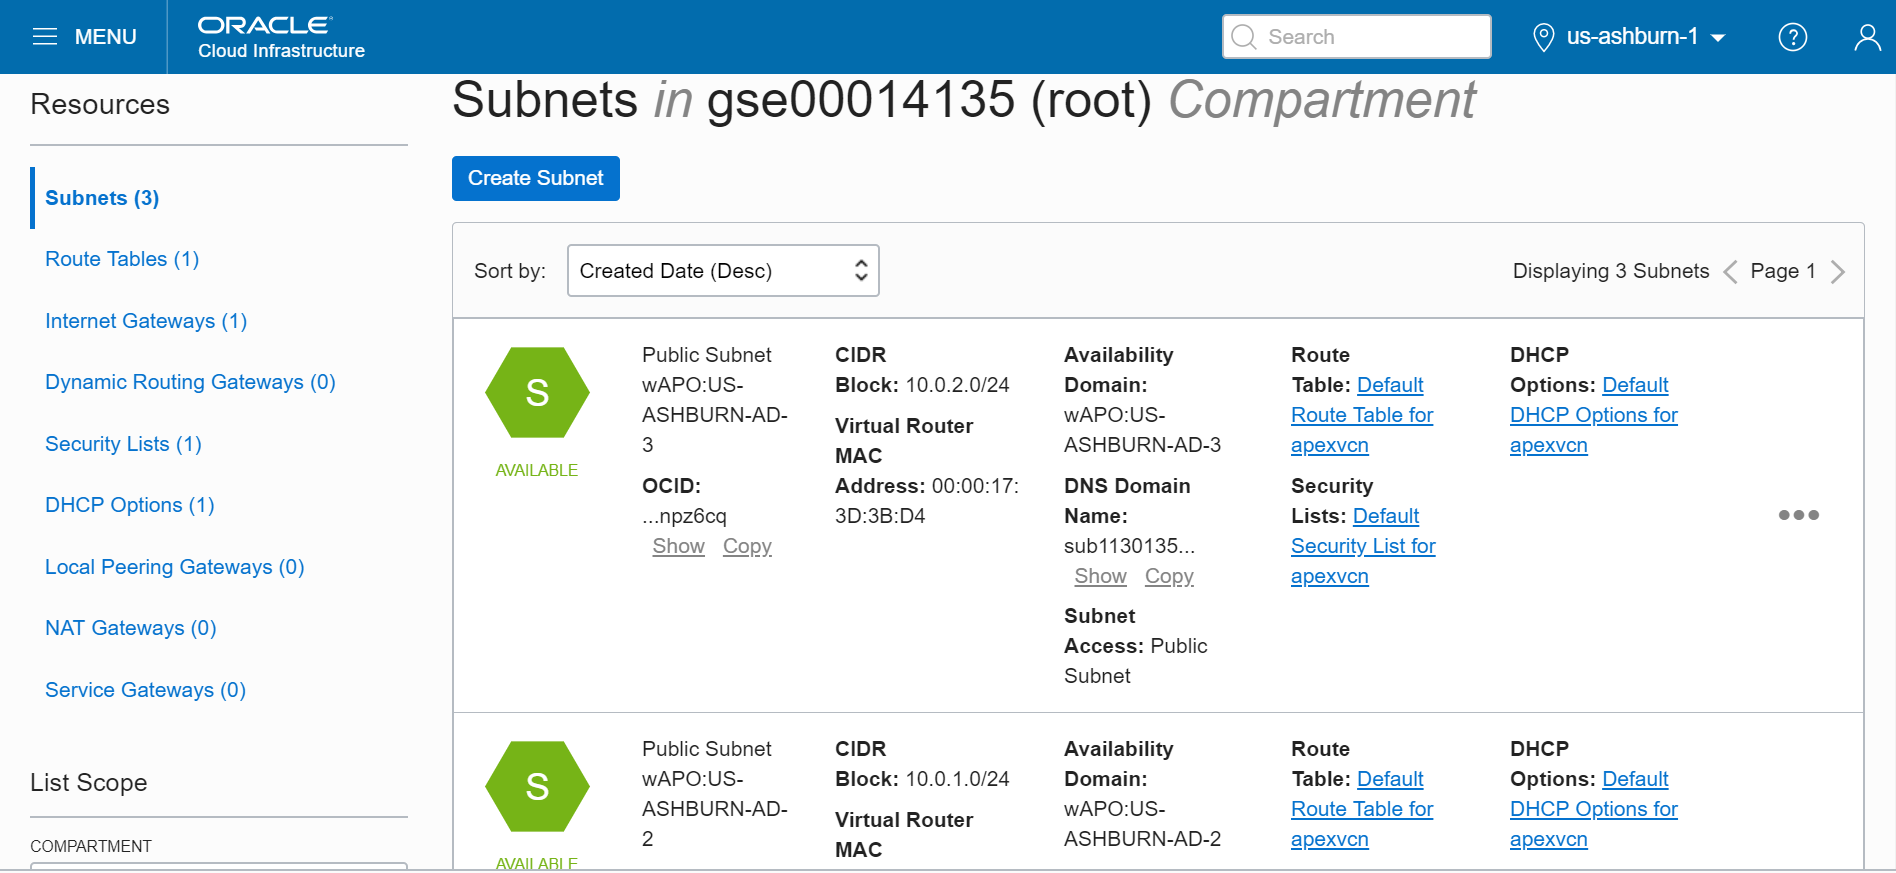 MENU
ORACLE
Cloud Infrastructure
Search
us-ashburn-1
?
Resources
Subnets (3)
Route Tables (1)
Internet Gateways (1)
Dynamic Routing Gateways (0)
Security Lists (1)
DHCP Options (1)
Local Peering Gateways (0)
NAT Gateways (0)
Service Gateways (0)
List Scope
COMPARTMENT
Subnets in gse00014135 (root) Compartment
Create Subnet
Sort by:
Created Date (Desc)
Displaying 3 Subnets
Page 1
S
AVAILABLE
Public Subnet
wAPO:US-
ASHBURN-AD-
3
OCID:
...npz6cq
Show Copy
CIDR
Block: 10.0.2.0/24
Virtual Router
MAC
Address: 00:00:17:
3D:3B:D4
Availability
Domain:
wAPO:US-
ASHBURN-AD-3
DNS Domain
Name:
sub1130135...
Show Copy
Subnet
Access: Public
Subnet
Route
Table: Default
Route Table for
apexvcn
Security
Lists: Default
Security List for
apexvcn
DHCP
Options: Default
DHCP Options for
apexvcn
S
AVAILABLE
Public Subnet
wAPO:US-
ASHBURN-AD-
2
CIDR
Block: 10.0.1.0/24
Virtual Router
MAC
Availability
Domain:
wAPO:US-
ASHBURN-AD-2
Route
Table: Default
Route Table for
apexvcn
DHCP
Options: Default
DHCP Options for
apexvcn